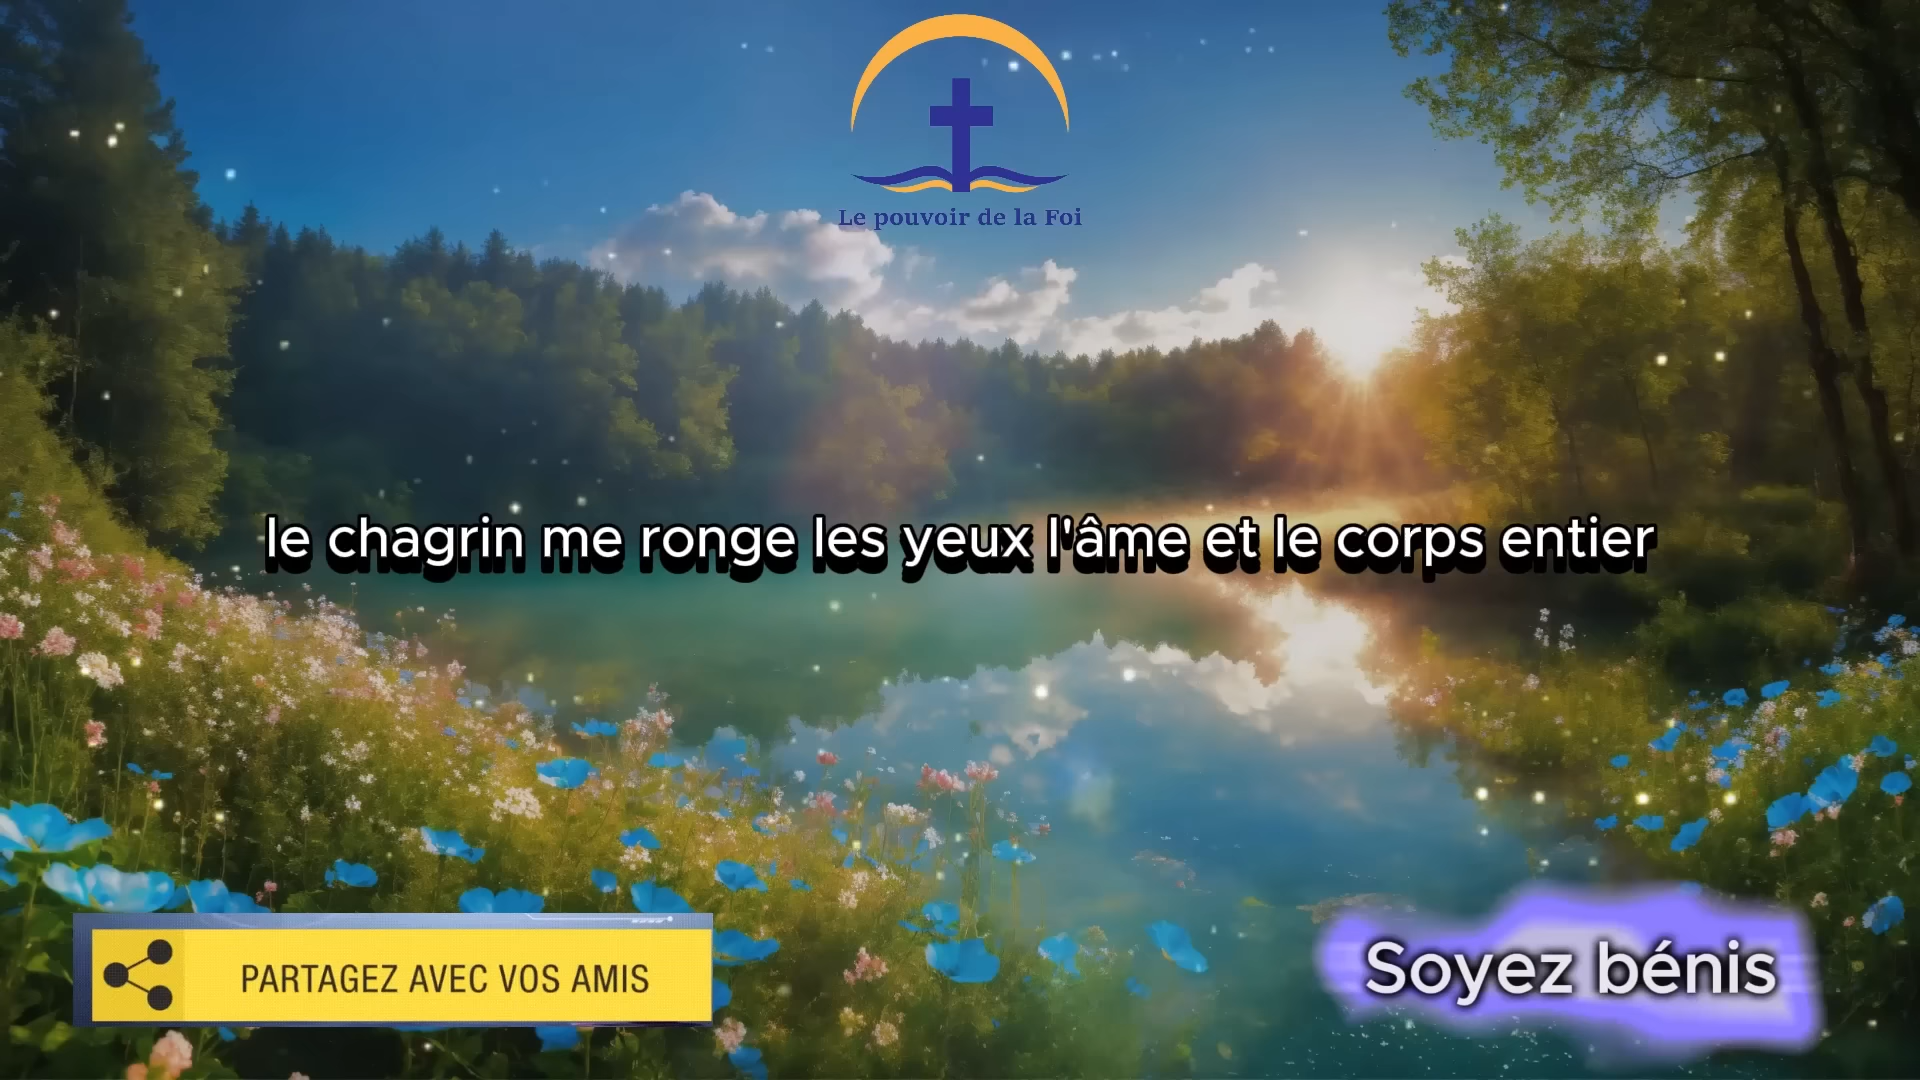 Le pouvoir de la Foi
le chagrin me ronge les yeux l'âme et le corps entier
PARTAGEZ AVEC VOS AMIS
Soyez bénis